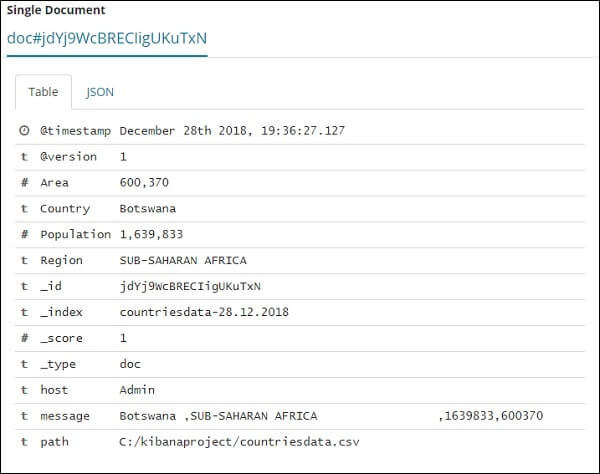 Single Document
doc#jdYj9WcBRECIigUKuTxN
Table JSON
@timestamp December 28th 2018, 19:36:27.127
t @version 1
# Area 600,370
t Country Botswana
# Population 1,639,833
t Region SUB-SAHARAN AFRICA
t _id jdYj9WcBRECIigUKuTxN
t _index countriesdata-28.12.2018
# _score 1
t _type doc
t host Admin
t message Botswana ,SUB-SAHARAN AFRICA ,1639833,600370
t path C:/kibanaproject/countriesdata.csv